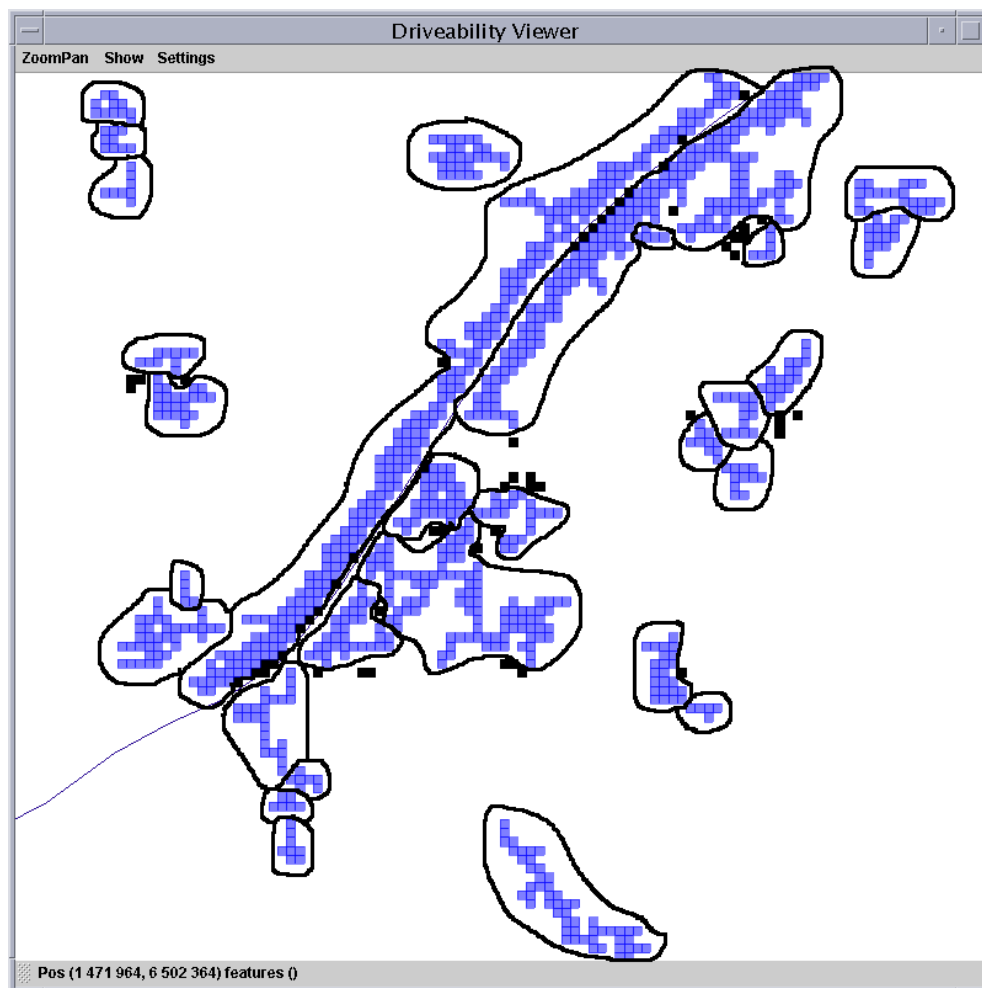 Driveability Viewer
ZoomPan Show Settings
Pos (1 471 964, 6 502 364) features ()